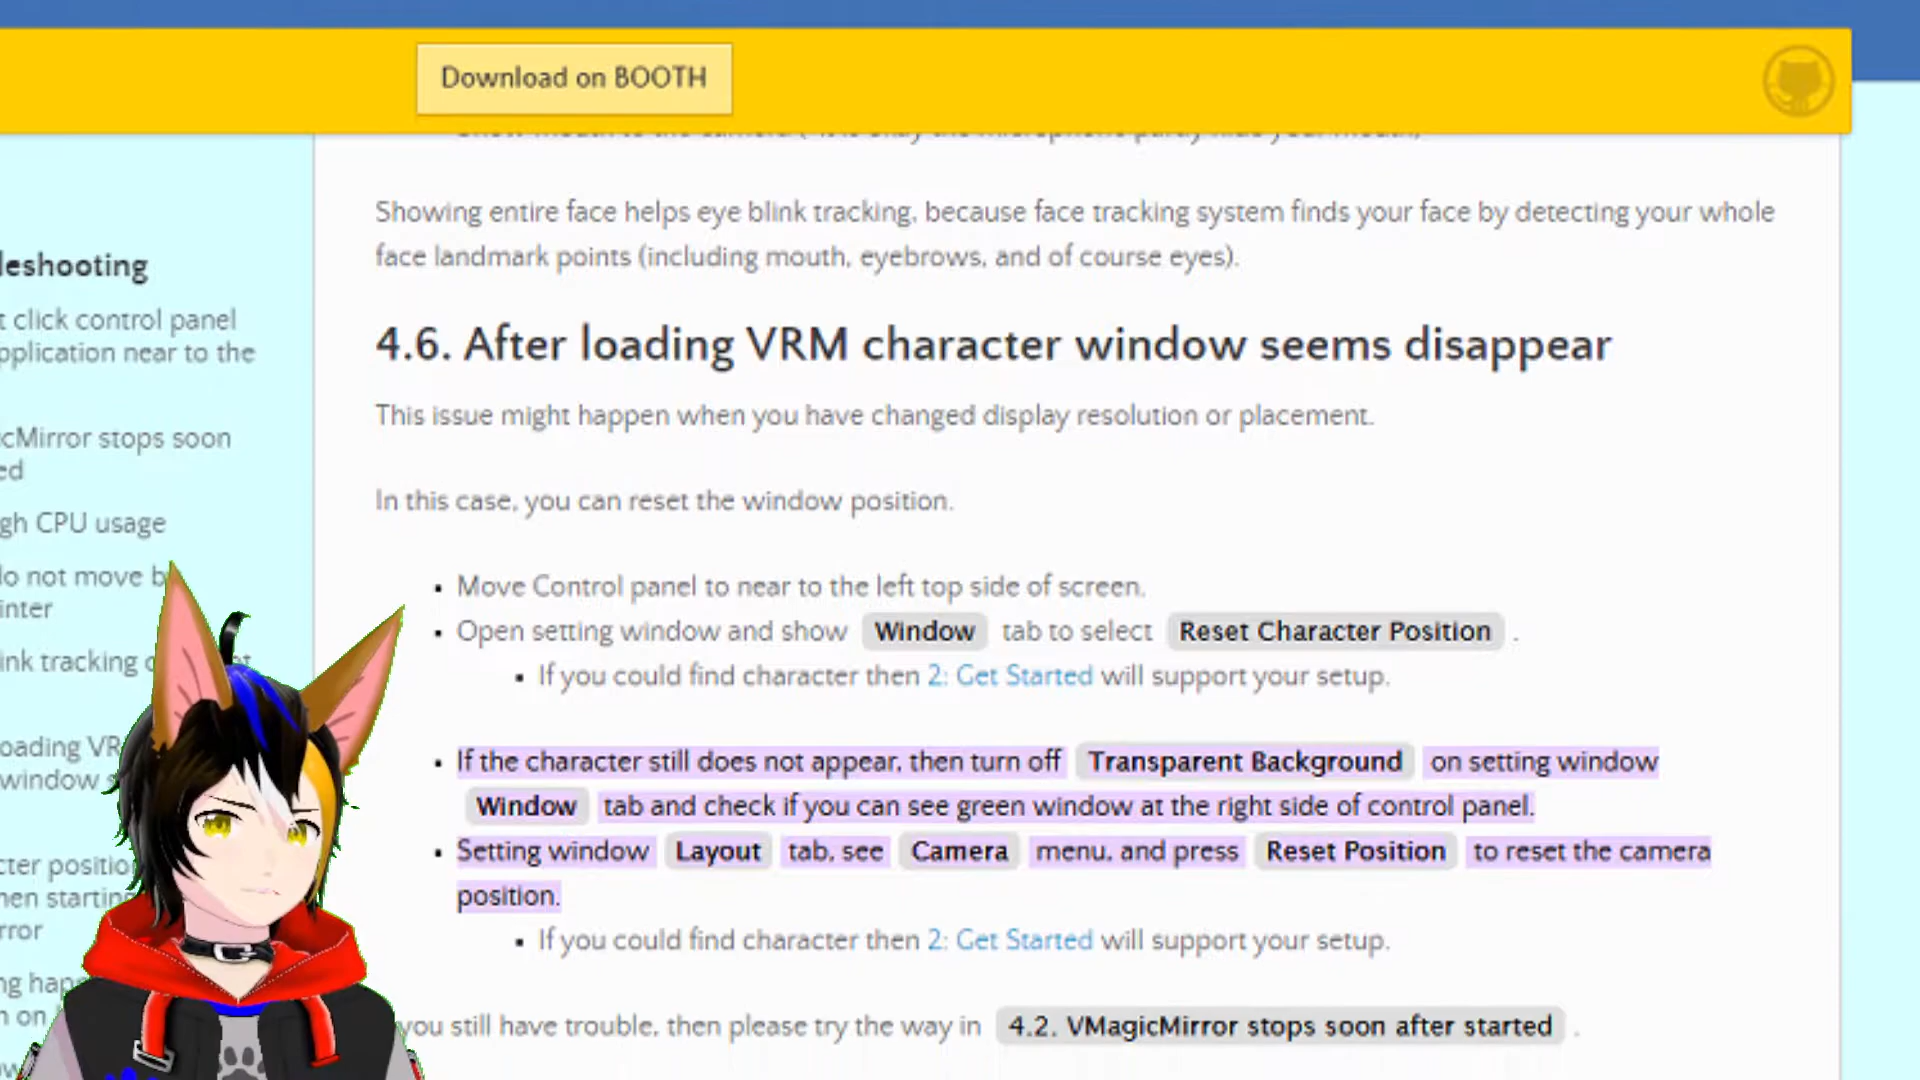 Download on BOOTH
Showing entire face helps eye blink tracking, because face tracking system finds your face by detecting your whole
face landmark points (including mouth, eyebrows, and of course eyes).
4.6. After loading VRM character window seems disappear
This issue might happen when you have changed display resolution or placement.
In this case, you can reset the window position.
Move Control panel to near to the left top side of screen.
Open setting window and show Window tab to select Reset Character Position .
If you could find character then 2: Get Started will support your setup.
If the character still does not appear, then turn off Transparent Background on setting window
Window tab and check if you can see green window at the right side of control panel.
Setting window Layout tab, see Camera menu, and press Reset Position to reset the camera
position.
If you could find character then 2: Get Started will support your setup.
you still have trouble, then please try the way in 4.2. VMagicMirror stops soon after started .
leshooting
t click control panel
pplication near to the
cMirror stops soon
ed
gh CPU usage
do not move b
inter
ink tracking
oading VR
window s
cter positio
hen starting
rror
ng hap
n on